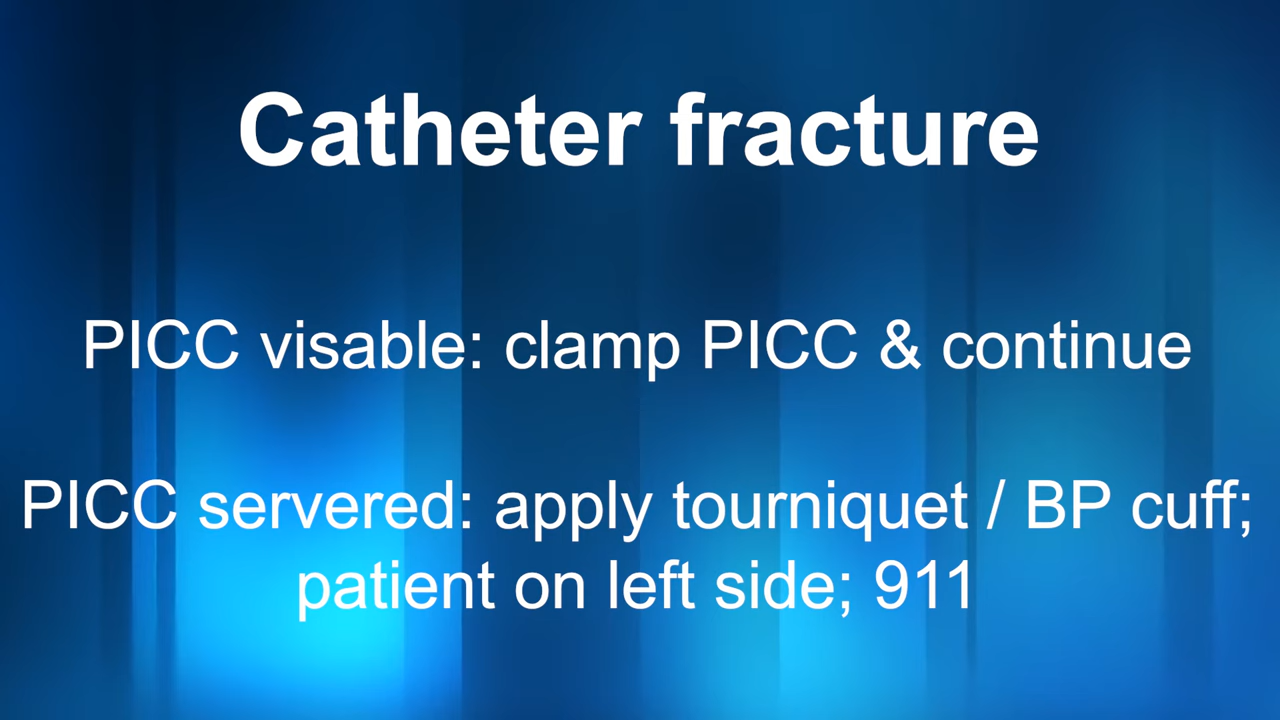 Catheter fracture
PICC visable: clamp PICC & continue
PICC servered: apply tourniquet / BP cuff;
patient on left side; 911